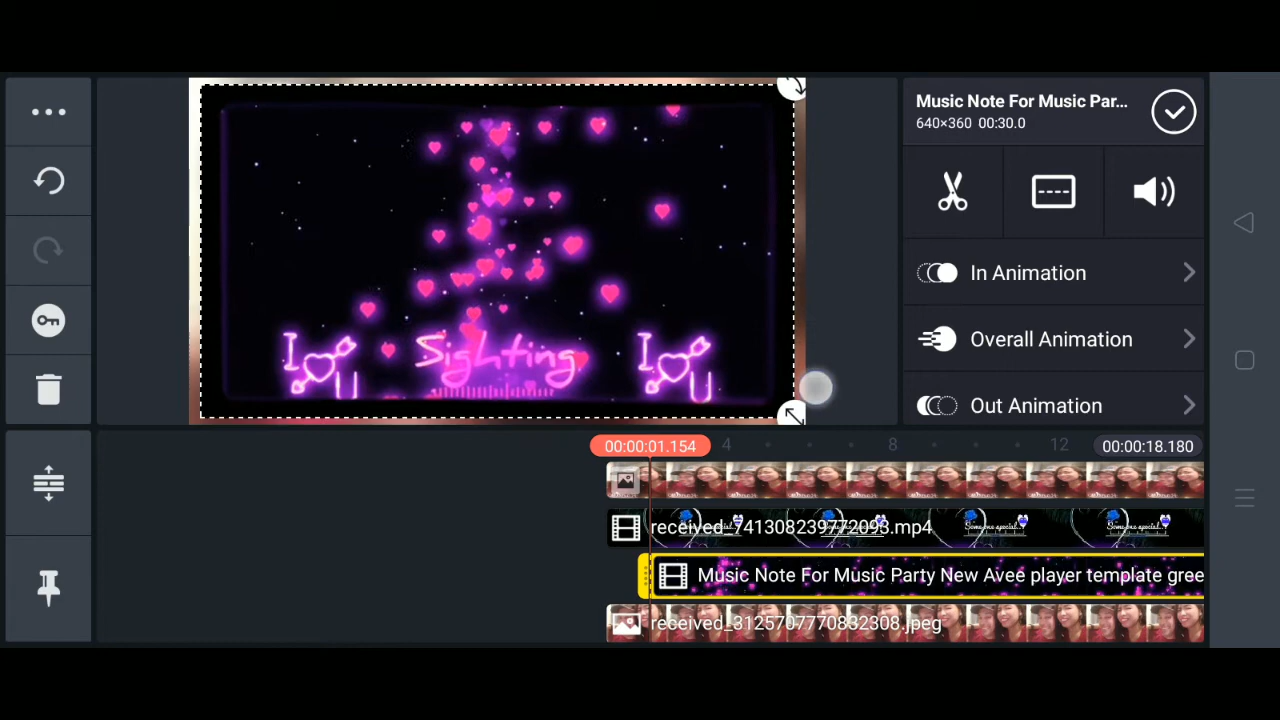 Music Note For Music Par...
640×360 00:30.0
In Animation
Overall Animation
Out Animation
I U
Sighting
I U
00:00:01.154
4
8
12
00:00:18.180
received_741308239772093.mp4
Music Note For Music Party New Avee player template gree
received_3125707770832308.jpeg